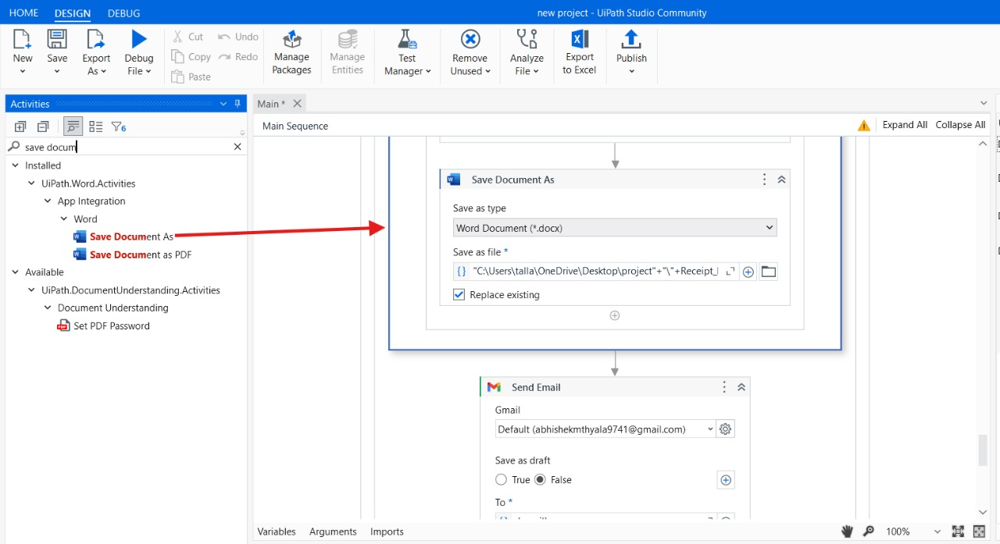 HOME DESIGN DEBUG
new project - UiPath Studio Community
New
Save
Export As
Debug File
Cut
Copy
Paste
Undo
Redo
Manage Packages
Manage Entities
Test Manager
Remove Unused
Analyze File
Export to Excel
Publish
Activities
6
save docum
Installed
UiPath.Word.Activities
App Integration
Word
Save Document As
Save Document as PDF
Available
UiPath.DocumentUnderstanding.Activities
Document Understanding
Set PDF Password
Main *
Main Sequence
Expand All Collapse All
Save Document As
Save as type
Word Document (*.docx)
Save as file *
"C:\Users\talla\OneDrive\Desktop\project"+"\"+Receipt_
Replace existing
Send Email
Gmail
Default (abhishekmthyala9741@gmail.com)
Save as draft
True False
To *
Variables Arguments Imports
100%